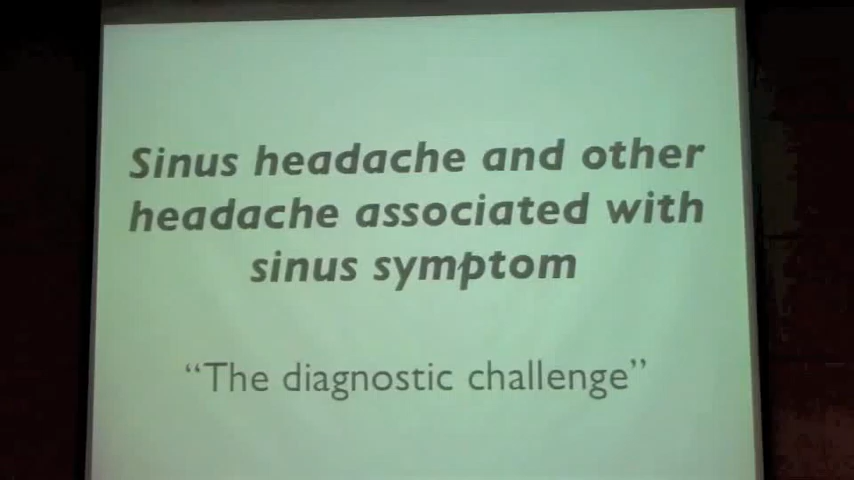 Sinus headache and other
headache associated with
sinus symptom
“The diagnostic challenge”